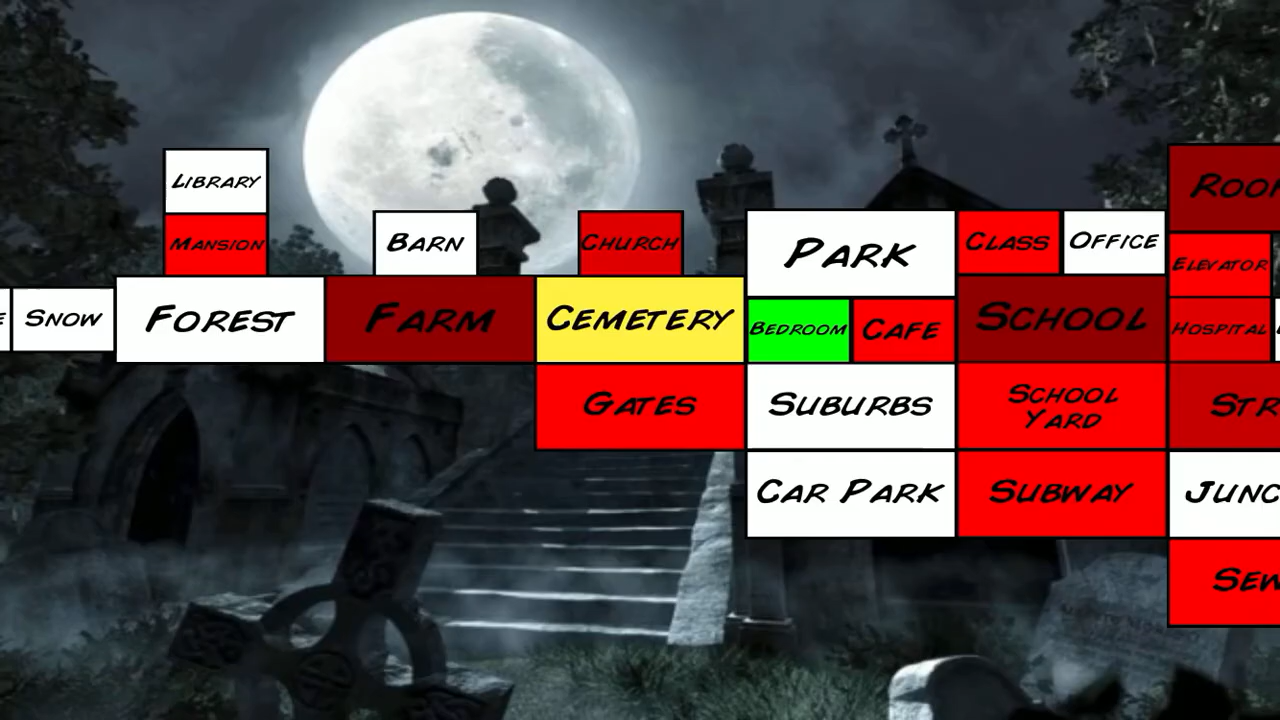 LIBRARY
MANSION
BARN
CHURCH
PARK
CLASS
OFFICE
ELEVATOR
SNOW
FOREST
FARM
CEMETERY
BEDROOM
CAFE
SCHOOL
HOSPITAL
GATES
SUBURBS
SCHOOL
YARD
CAR PARK
SUBWAY